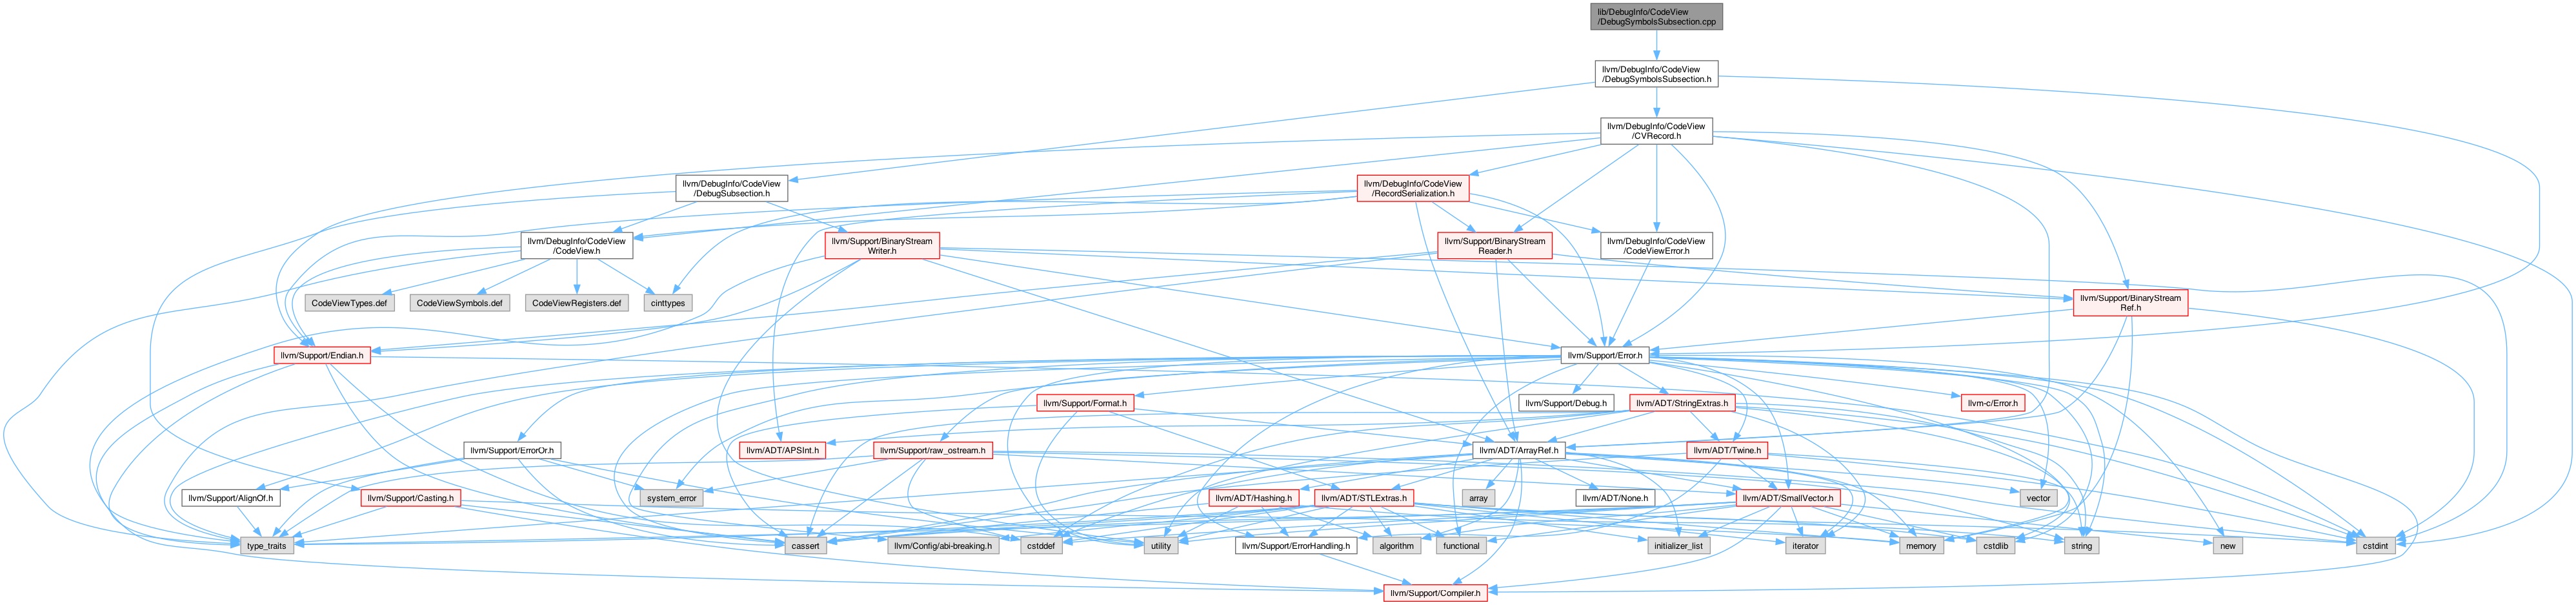 lib/DebugInfo/CodeView
/DebugSymbolsSubsection.cpp
llvm/DebugInfo/CodeView
/DebugSymbolsSubsection.h
llvm/DebugInfo/CodeView
/CVRecord.h
llvm/DebugInfo/CodeView
/DebugSubsection.h
llvm/DebugInfo/CodeView
/RecordSerialization.h
llvm/DebugInfo/CodeView
/CodeView.h
llvm/Support/BinaryStream
Writer.h
llvm/Support/BinaryStream
Reader.h
llvm/DebugInfo/CodeView
/CodeViewError.h
CodeViewTypes.def
CodeViewSymbols.def
CodeViewRegisters.def
cinttypes
llvm/Support/BinaryStream
Ref.h
llvm/Support/Endian.h
llvm/Support/Error.h
llvm/Support/Format.h
llvm/Support/Debug.h
llvm/ADT/StringExtras.h
llvm-c/Error.h
llvm/Support/ErrorOr.h
llvm/ADT/APSInt.h
llvm/Support/raw_ostream.h
llvm/ADT/ArrayRef.h
llvm/ADT/Twine.h
llvm/Support/AlignOf.h
llvm/Support/Casting.h
system_error
llvm/ADT/Hashing.h
llvm/ADT/STLExtras.h
array
llvm/ADT/None.h
llvm/ADT/SmallVector.h
vector
type_traits
cassert
llvm/Config/abi-breaking.h
cstddef
utility
llvm/Support/ErrorHandling.h
algorithm
functional
initializer_list
iterator
memory
cstdlib
string
new
cstdint
llvm/Support/Compiler.h